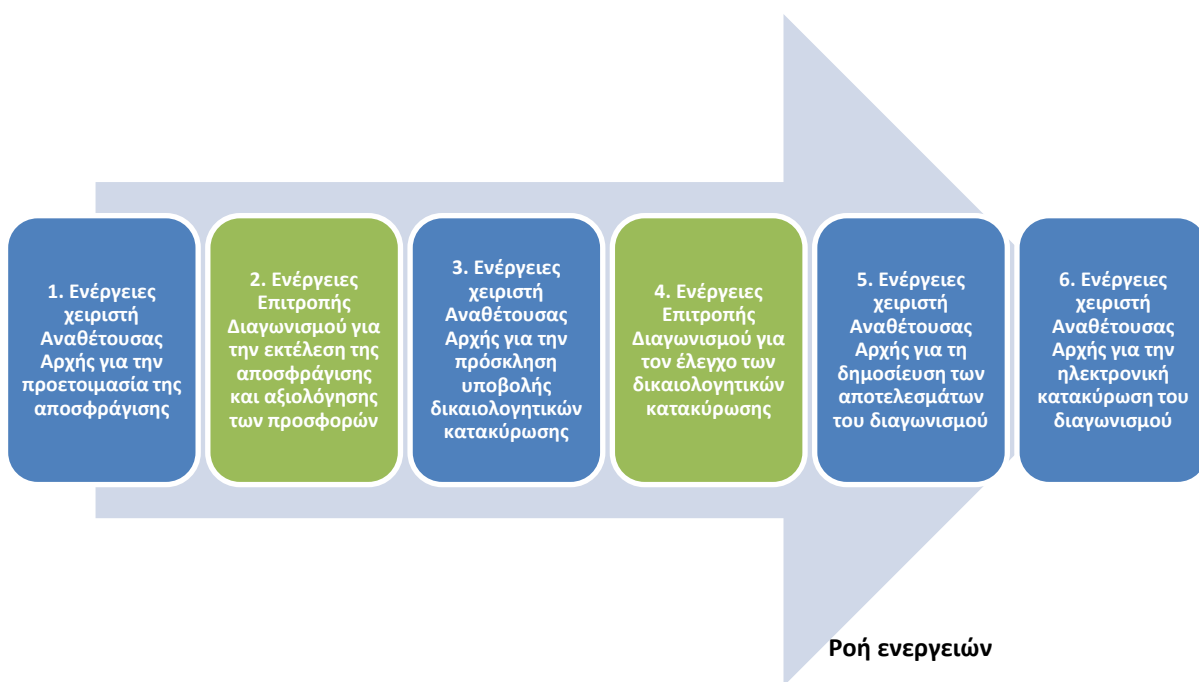 1. Ενέργειες
χειριστή
Αναθέτουσας
Αρχής για την
προετοιμασία της
αποσφράγισης
2. Ενέργειες
Επιτροπής
Διαγωνισμού για
την εκτέλεση της
αποσφράγισης
και αξιολόγησης
των προσφορών
3. Ενέργειες
χειριστή
Αναθέτουσας
Αρχής για την
πρόσκληση
υποβολής
δικαιολογητικών
κατακύρωσης
4. Ενέργειες
Επιτροπής
Διαγωνισμού για
τον έλεγχο των
δικαιολογητικών
κατακύρωσης
5. Ενέργειες
χειριστή
Αναθέτουσας
Αρχής για τη
δημοσίευση των
αποτελεσμάτων
του διαγωνισμού
6. Ενέργειες
χειριστή
Αναθέτουσας
Αρχής για την
ηλεκτρονική
κατακύρωση του
διαγωνισμού
Ροή ενεργειών